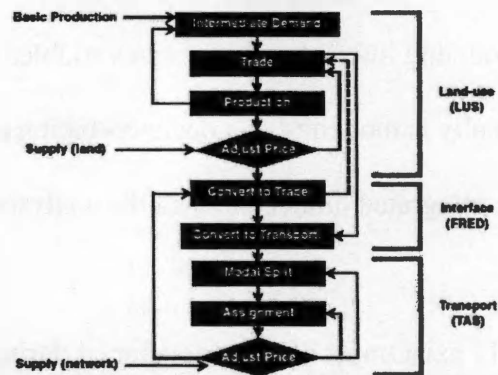 Basic Production
Intermediate Demand
Trade
Production
Land-use
(LUS)
Supply (land)
Adjust Price
Convert to Trade
Interface
(FRED)
Convert to Transport
Modal Split
Assignment
Transport
(TAS)
Supply (network)
Adjust Price